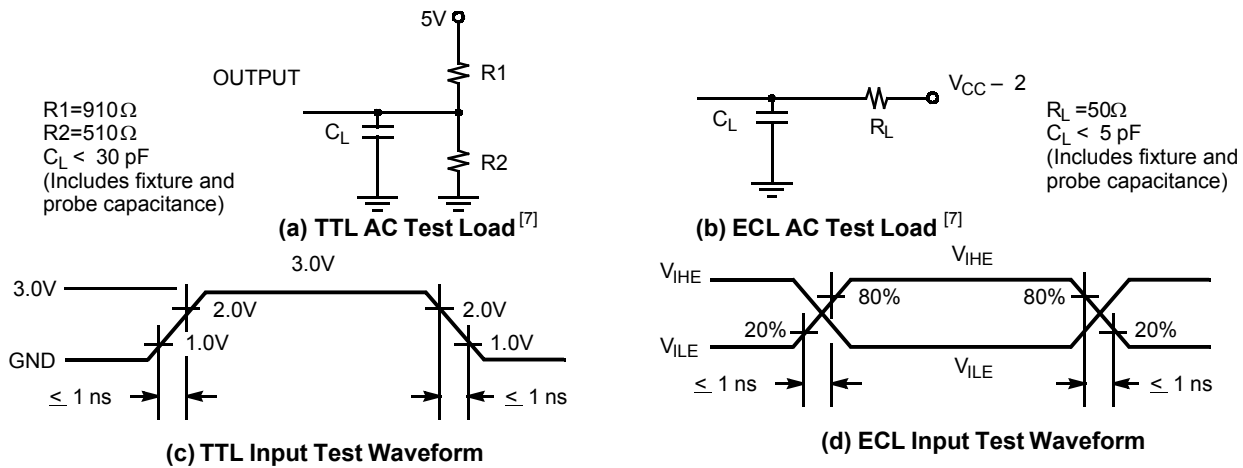 5V
OUTPUT
R1
R1=910Ω
R2=510Ω
C_L < 30 pF
(Includes fixture and
probe capacitance)
C_L
R2
(a) TTL AC Test Load [7]
V_CC – 2
C_L
R_L
R_L =50Ω
C_L < 5 pF
(Includes fixture and
probe capacitance)
(b) ECL AC Test Load [7]
3.0V
3.0V
2.0V
2.0V
1.0V
1.0V
GND
≤ 1 ns
≤ 1 ns
(c) TTL Input Test Waveform
V_IHE
V_IHE
80%
80%
20%
20%
V_ILE
V_ILE
≤ 1 ns
≤ 1 ns
(d) ECL Input Test Waveform